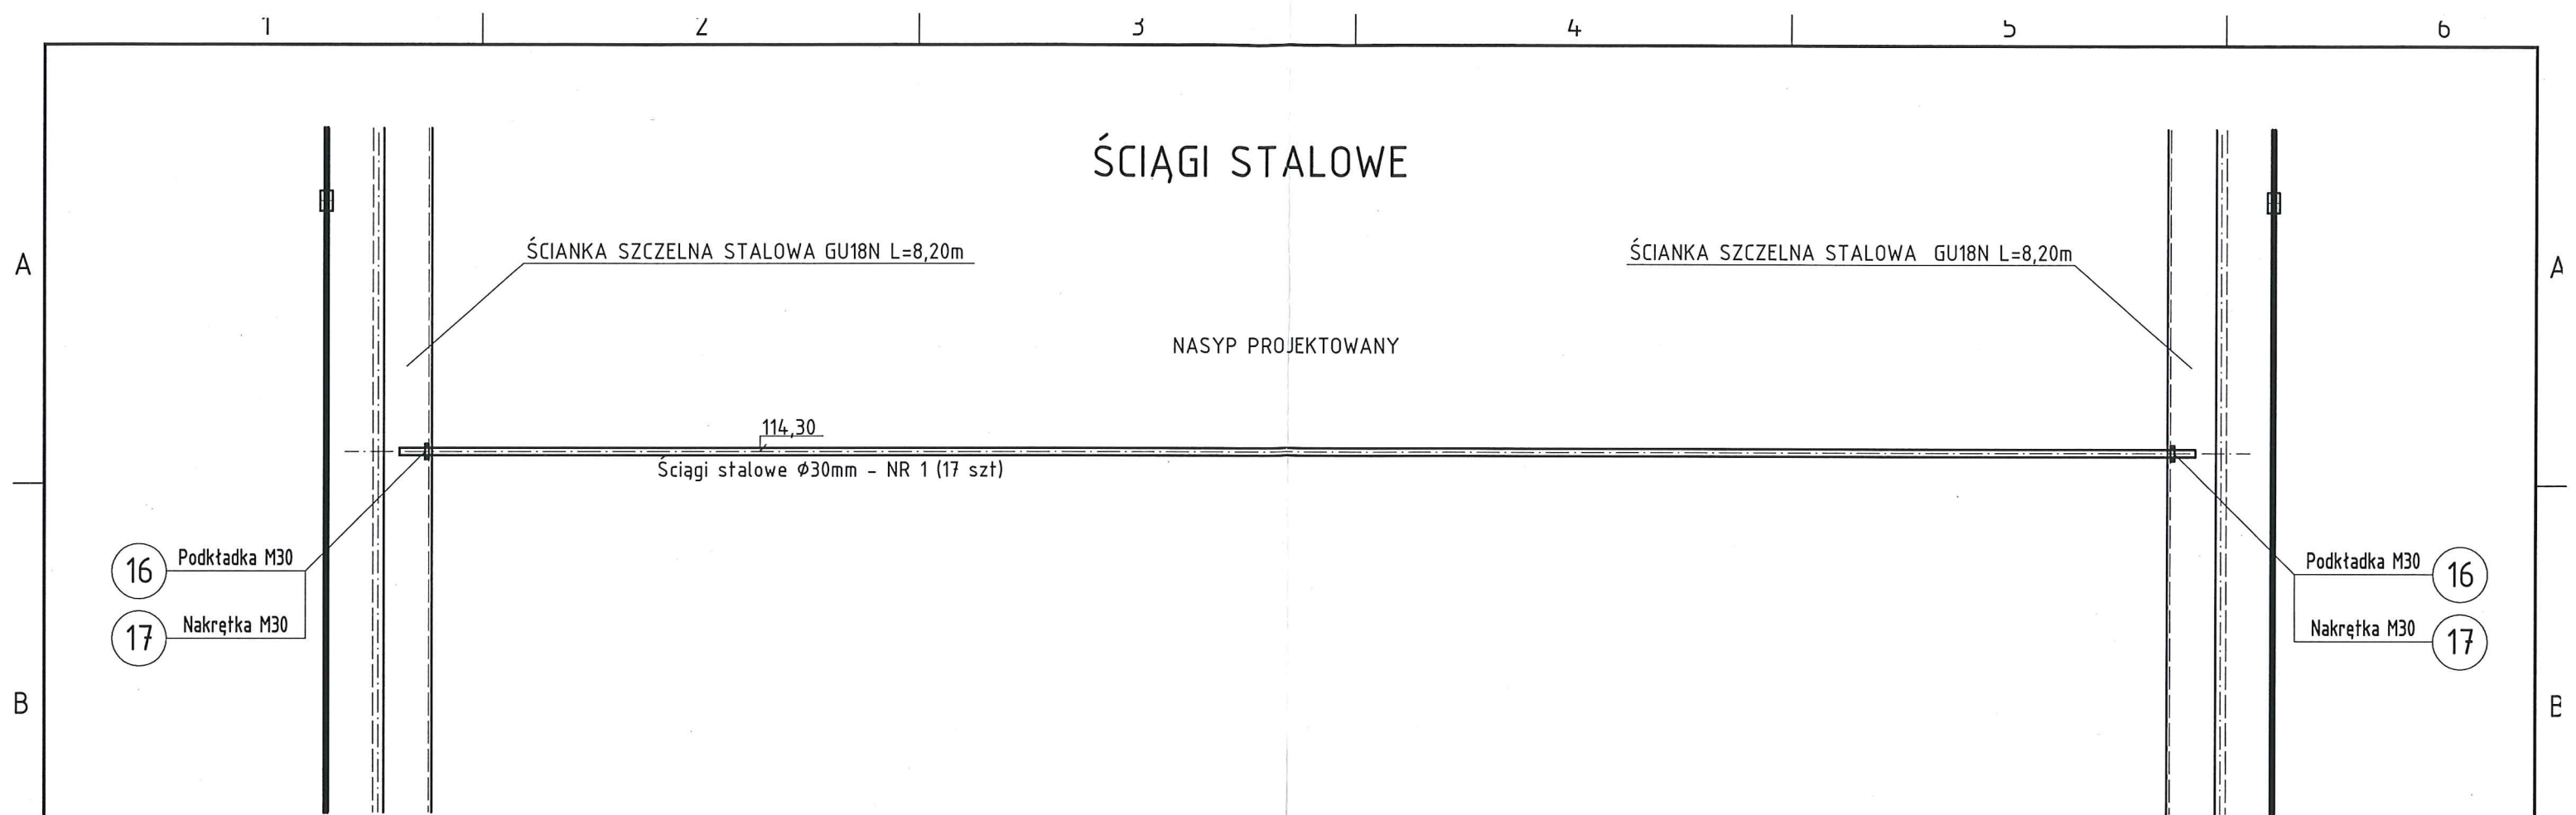 1 2 3 4 5 6
ŚCIĄGI STALOWE
ŚCIANKA SZCZELNA STALOWA GU18N L=8,20m
ŚCIANKA SZCZELNA STALOWA GU18N L=8,20m
A
A
NASYP PROJEKTOWANY
114,30
Ściągi stalowe Ø30mm - NR 1 (17 szt)
16 Podkładka M30
Podkładka M30 16
17 Nakrętka M30
Nakrętka M30 17
B
B